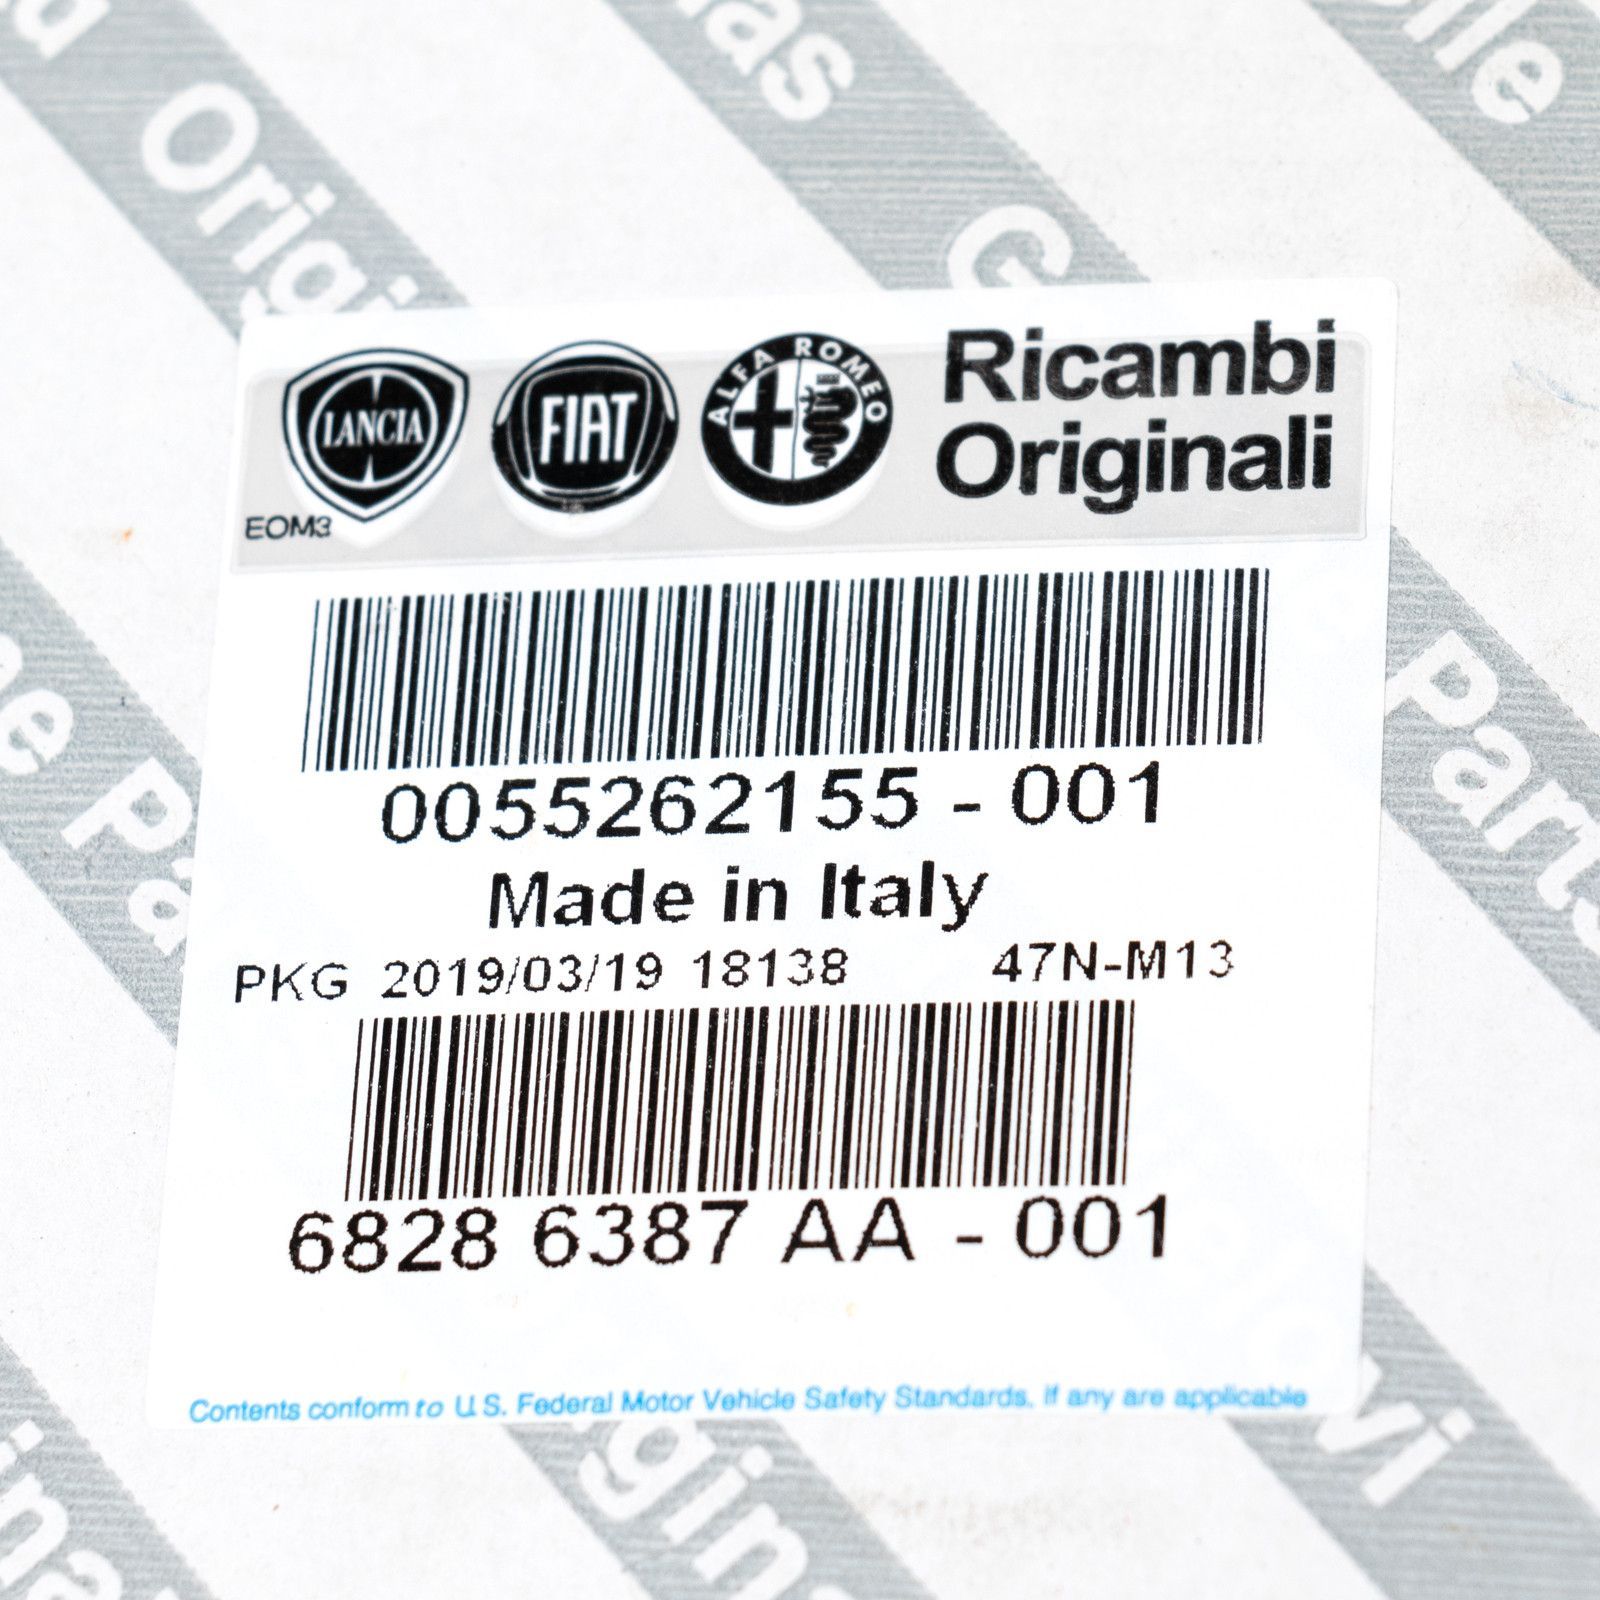 Ricambi
Originali
LANCIA
FIAT
ALFA ROMEO
EOM3
0055262155 - 001
Made in Italy
PKG 2019/03/19 18138 47N-M13
6828 6387 AA - 001
Contents conform to U.S. Federal Motor Vehicle Safety Standards, If any are applicable
Parts